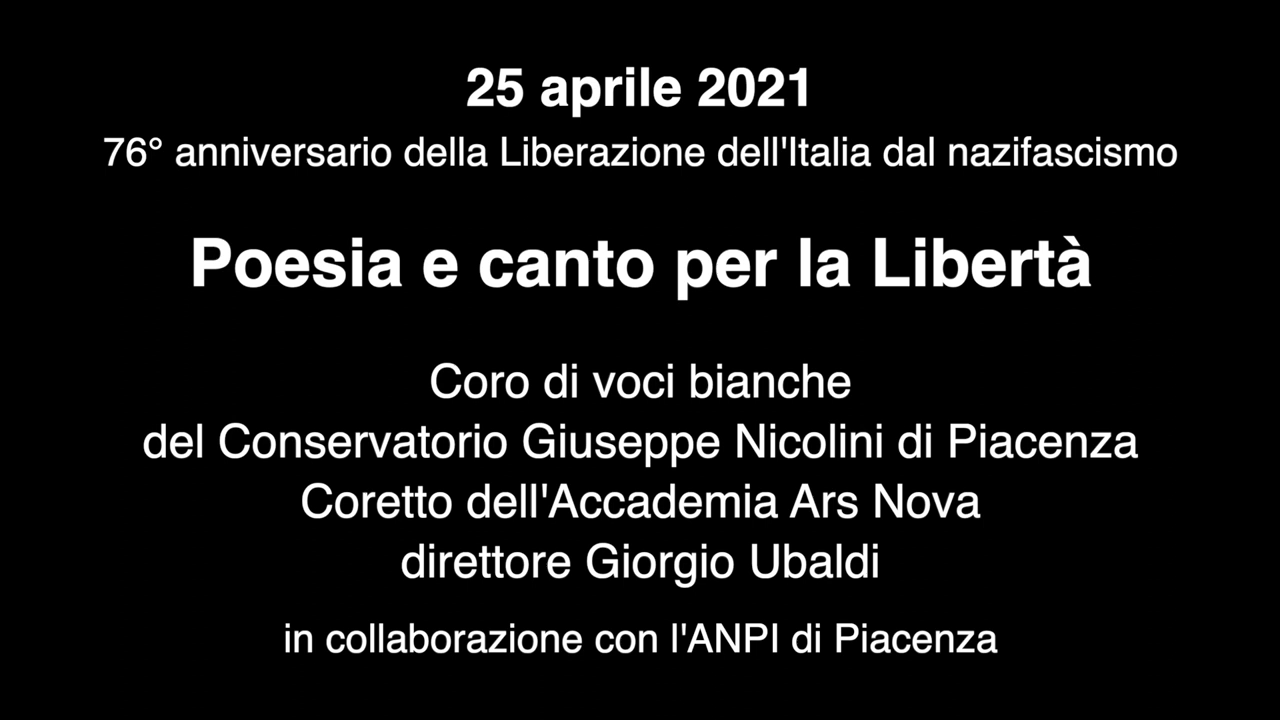 25 aprile 2021
76° anniversario della Liberazione dell'Italia dal nazifascismo
Poesia e canto per la Libertà
Coro di voci bianche
del Conservatorio Giuseppe Nicolini di Piacenza
Coretto dell'Accademia Ars Nova
direttore Giorgio Ubaldi
in collaborazione con l'ANPI di Piacenza